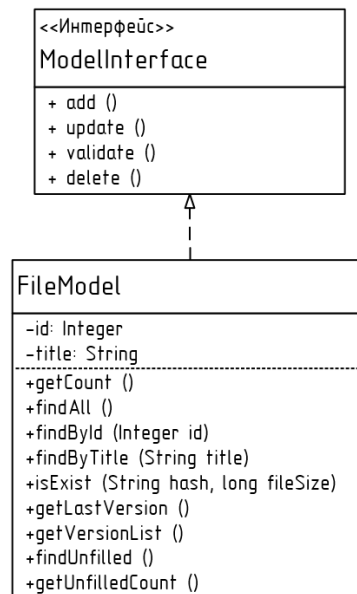 <<Интерфейс>>
ModelInterface
+ add ()
+ update ()
+ validate ()
+ delete ()
FileModel
-id: Integer
-title: String
+getCount ()
+findAll ()
+findById (Integer id)
+findByTitle (String title)
+isExist (String hash, long fileSize)
+getLastVersion ()
+getVersionList ()
+findUnfilled ()
+getUnfilledCount ()